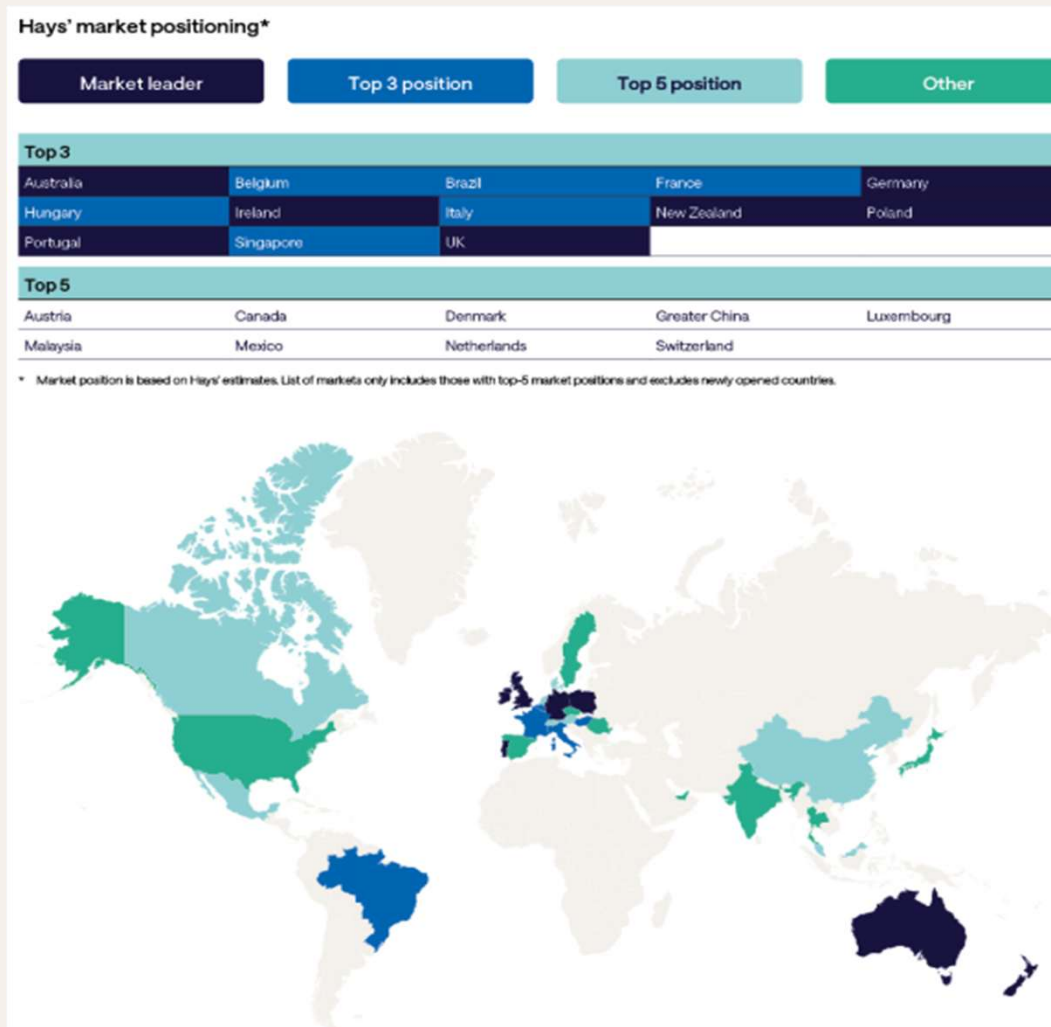 Hays’ market positioning*
Market leader Top 3 position Top 5 position Other
Top 3
Australia Belgium Brazil France Germany
Hungary Ireland Italy New Zealand Poland
Portugal Singapore UK
Top 5
Austria Canada Denmark Greater China Luxembourg
Malaysia Mexico Netherlands Switzerland
* Market position is based on Hays’ estimates. List of markets only includes those with top-5 market positions and excludes newly opened countries.